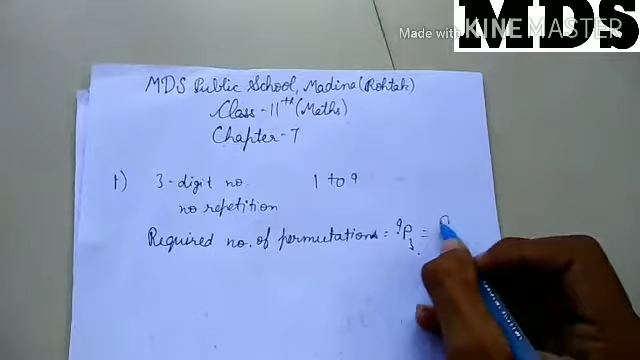 Made with KINEMASTER
MDS
MDS Public School, Madina (Rohtak)
Class - 11th (Maths)
Chapter - 7
1) 3-digit no. 1 to 9
no repetition
Required no. of permutations = ⁹P₃ =